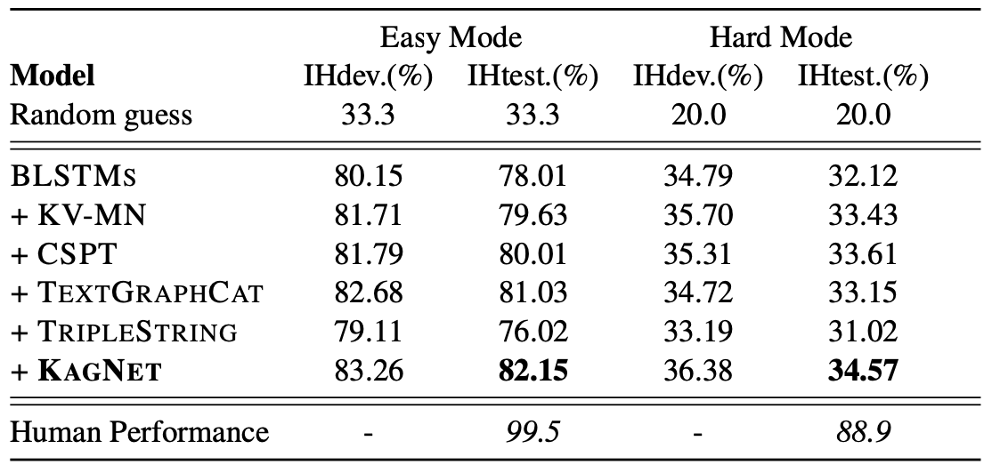 Easy Mode Hard Mode
Model IHdev.(%) IHtest.(%) IHdev.(%) IHtest.(%)
Random guess 33.3 33.3 20.0 20.0
BLSTMS 80.15 78.01 34.79 32.12
+ KV-MN 81.71 79.63 35.70 33.43
+ CSPT 81.79 80.01 35.31 33.61
+ TEXTGRAPHCAT 82.68 81.03 34.72 33.15
+ TRIPLESTRING 79.11 76.02 33.19 31.02
+ KAGNET 83.26 82.15 36.38 34.57
Human Performance - 99.5 - 88.9